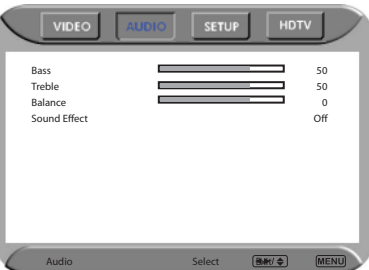 VIDEO AUDIO SETUP HDTV
Bass 50
Treble 50
Balance 0
Sound Effect Off
Audio Select MENU